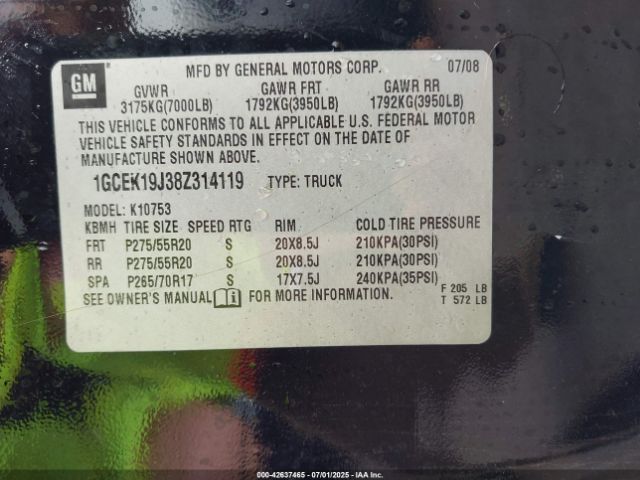 GM
MFD BY GENERAL MOTORS CORP. 07/08
GVWR GAWR FRT GAWR RR
3175KG(7000LB) 1792KG(3950LB) 1792KG(3950LB)
THIS VEHICLE CONFORMS TO ALL APPLICABLE U.S. FEDERAL MOTOR
VEHICLE SAFETY STANDARDS IN EFFECT ON THE DATE OF
MANUFACTURE SHOWN ABOVE.
1GCEK19J38Z314119 TYPE: TRUCK
MODEL: K10753
KBMH TIRE SIZE SPEED RTG RIM COLD TIRE PRESSURE
FRT P275/55R20 S 20X8.5J 210KPA(30PSI)
RR P275/55R20 S 20X8.5J 210KPA(30PSI)
SPA P265/70R17 S 17X7.5J 240KPA(35PSI)
SEE OWNER'S MANUAL FOR MORE INFORMATION.
F 205 LB
T 572 LB
000-42637465 - 07/01/2025 - IAAI.COM